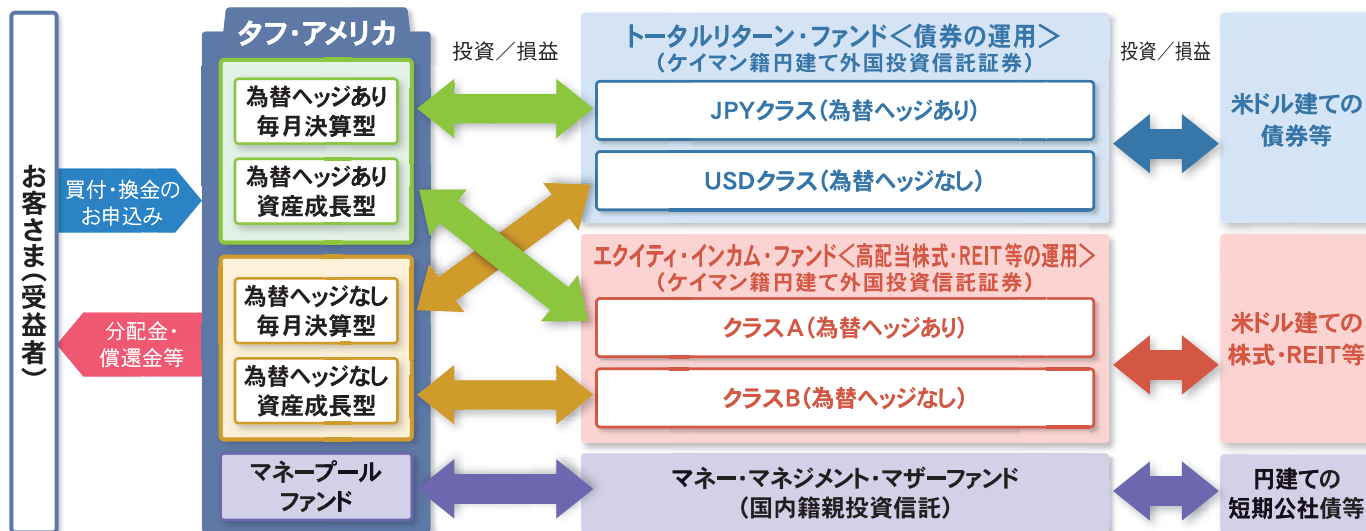 お客さま(受益者)
買付・換金の
お申込み
分配金・
償還金等
タフ・アメリカ
為替ヘッジあり
毎月決算型
為替ヘッジあり
資産成長型
為替ヘッジなし
毎月決算型
為替ヘッジなし
資産成長型
マネープール
ファンド
投資／損益
トータルリターン・ファンド＜債券の運用＞
(ケイマン籍円建て外国投資信託証券)
JPYクラス(為替ヘッジあり)
USDクラス(為替ヘッジなし)
エクイティ・インカム・ファンド＜高配当株式・REIT等の運用＞
(ケイマン籍円建て外国投資信託証券)
クラスA(為替ヘッジあり)
クラスB(為替ヘッジなし)
マネー・マネジメント・マザーファンド
(国内籍親投資信託)
投資／損益
米ドル建ての
債券等
米ドル建ての
株式・REIT等
円建ての
短期公社債等